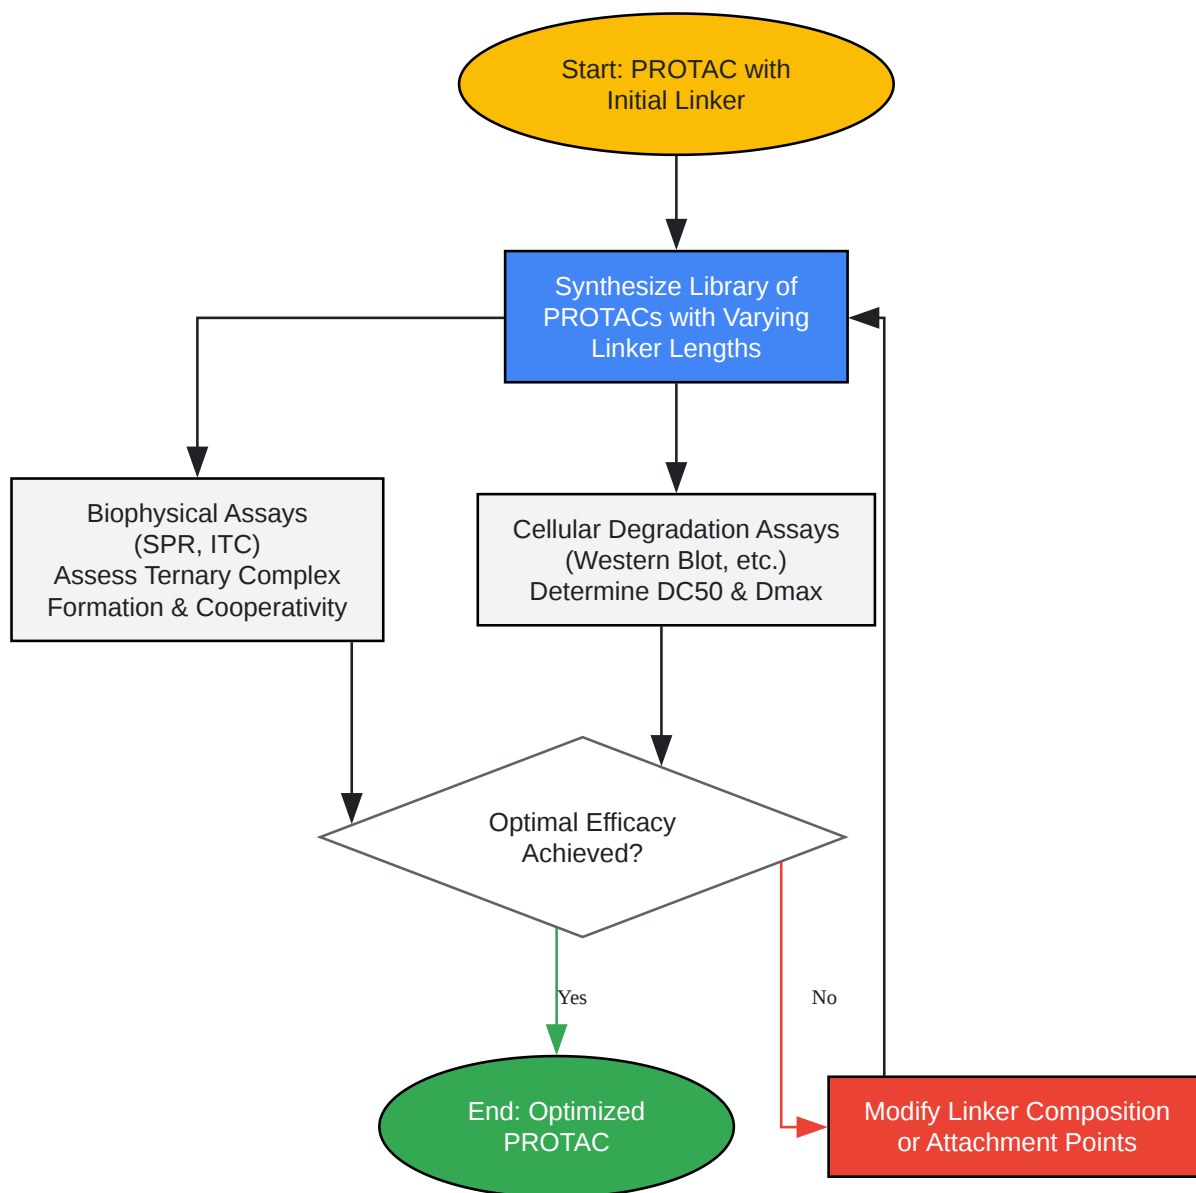 Start: PROTAC with
Initial Linker
Synthesize Library of
PROTACs with Varying
Linker Lengths
Biophysical Assays
(SPR, ITC)
Assess Ternary Complex
Formation & Cooperativity
Cellular Degradation Assays
(Western Blot, etc.)
Determine DC50 & Dmax
Optimal Efficacy
Achieved?
Yes
No
End: Optimized
PROTAC
Modify Linker Composition
or Attachment Points